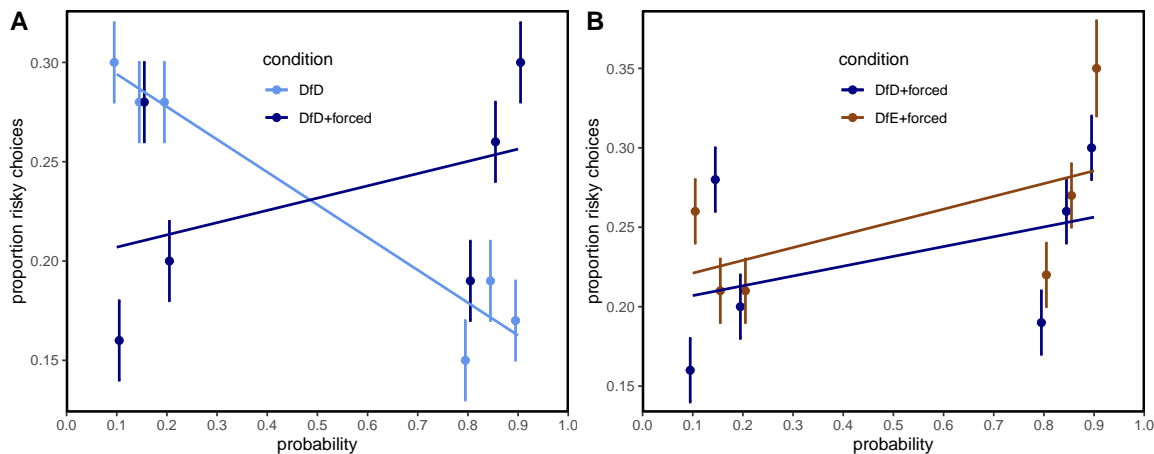 A
proportion risky choices
0.30
0.25
0.20
0.15
condition
DfD
DfD+forced
0.0 0.1 0.2 0.3 0.4 0.5 0.6 0.7 0.8 0.9 1.0
probability
B
proportion risky choices
0.35
0.30
0.25
0.20
0.15
condition
DfD+forced
DfE+forced
0.0 0.1 0.2 0.3 0.4 0.5 0.6 0.7 0.8 0.9 1.0
probability